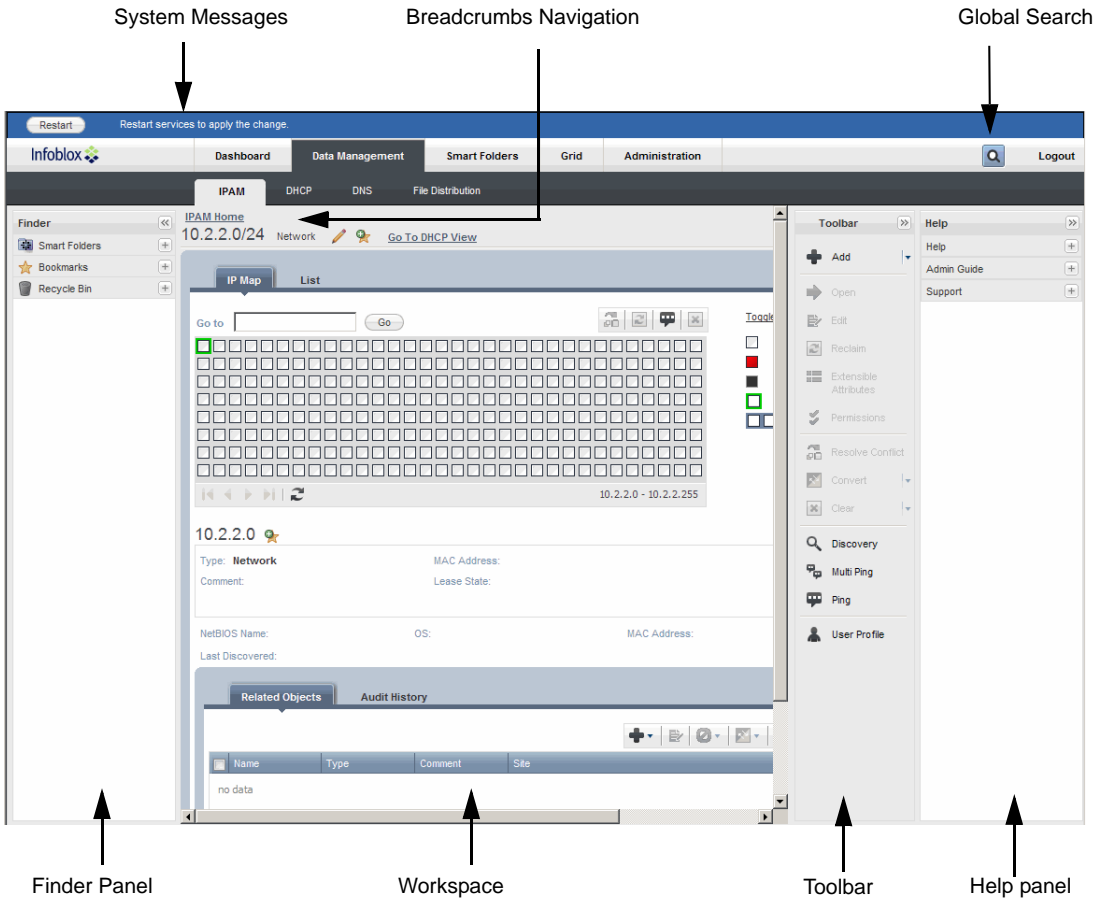 System Messages
Breadcrumbs Navigation
Global Search
Restart
Restart services to apply the change.
Infoblox
Dashboard
Data Management
Smart Folders
Grid
Administration
Logout
IPAM
DHCP
DNS
File Distribution
Finder
Smart Folders
Bookmarks
Recycle Bin
IPAM Home
10.2.2.0/24 Network
Go To DHCP View
IP Map
List
Go to
Go
Toggle
10.2.2.0 - 10.2.2.255
10.2.2.0
Type: Network
MAC Address:
Comment:
Lease State:
NetBIOS Name:
OS:
MAC Address:
Last Discovered:
Related Objects
Audit History
Name
Type
Comment
Site
no data
Toolbar
Add
Open
Edit
Reclaim
Extensible
Attributes
Permissions
Resolve Conflict
Convert
Clear
Discovery
Multi Ping
Ping
User Profile
Help
Help
Admin Guide
Support
Finder Panel
Workspace
Toolbar
Help panel